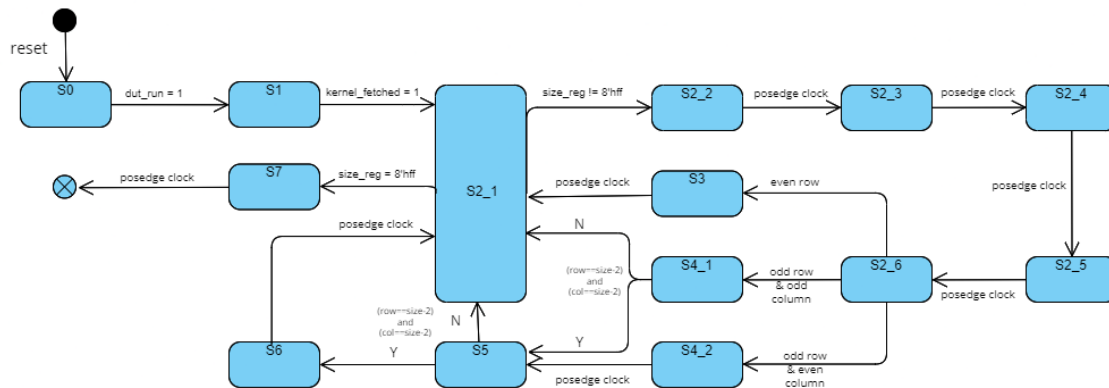 reset
S0
dut_run = 1
S1
kernel_fetched = 1
S2_1
size_reg != 8'hff
S2_2
posedge clock
S2_3
posedge clock
S2_4
posedge clock
S7
size_reg = 8'hff
posedge clock
S3
posedge clock
even row
posedge clock
N
S4_1
odd row
& odd
column
S2_6
posedge clock
S2_5
(row==size-2)
and
(col==size-2)
(row==size-2)
and
(col==size-2)
N
Y
S6
Y
S5
posedge clock
S4_2
odd row
& even
column